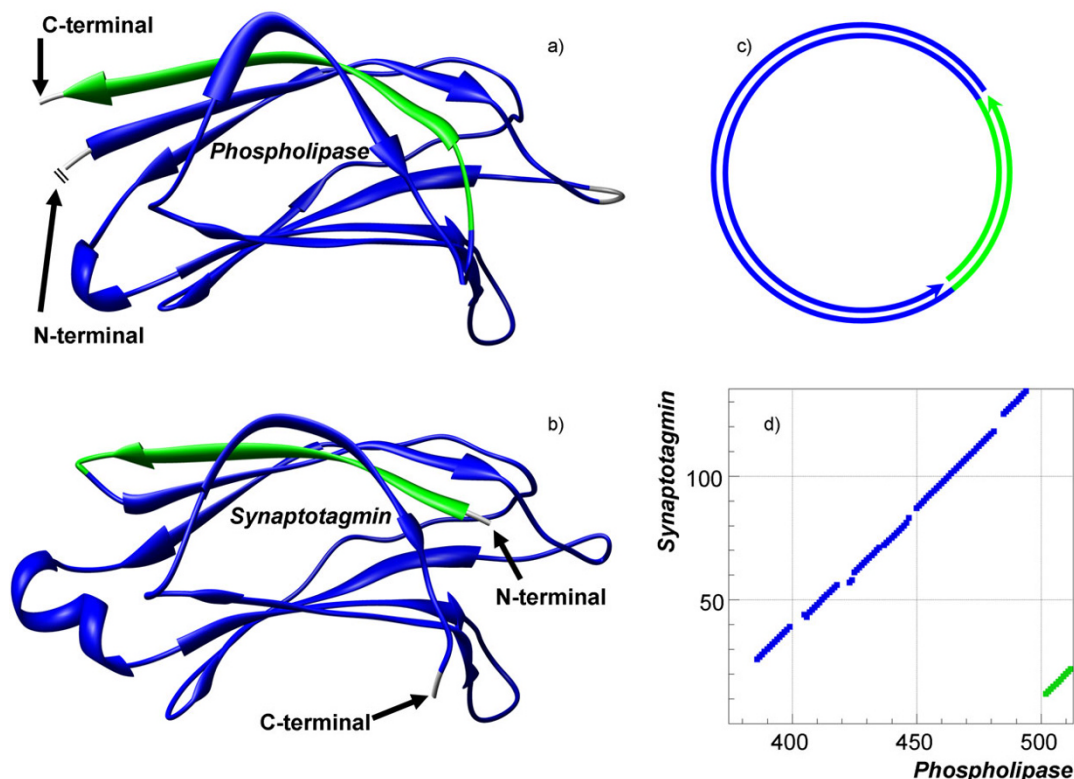 C-terminal
a)
Phospholipase
N-terminal
b)
Synaptotagmin
N-terminal
C-terminal
c)
d)
Synaptotagmin
100
50
400
450
500
Phospholipase